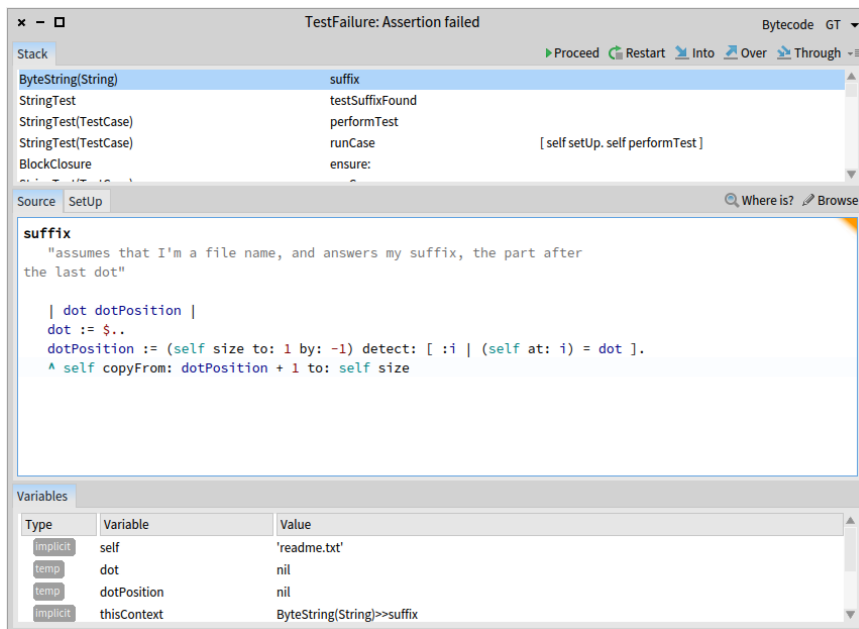 TestFailure: Assertion failed
Bytecode GT
Stack
Proceed Restart Into Over Through
ByteString(String) suffix
StringTest testSuffixFound
StringTest(TestCase) performTest
StringTest(TestCase) runCase [ self setUp. self performTest ]
BlockClosure ensure:
Source SetUp
Where is? Browse
suffix
"assumes that I'm a file name, and answers my suffix, the part after
the last dot"
| dot dotPosition |
dot := $..
dotPosition := (self size to: 1 by: -1) detect: [ :i | (self at: i) = dot ].
^ self copyFrom: dotPosition + 1 to: self size
Variables
Type Variable Value
implicit self 'readme.txt'
temp dot nil
temp dotPosition nil
implicit thisContext ByteString(String)>>suffix